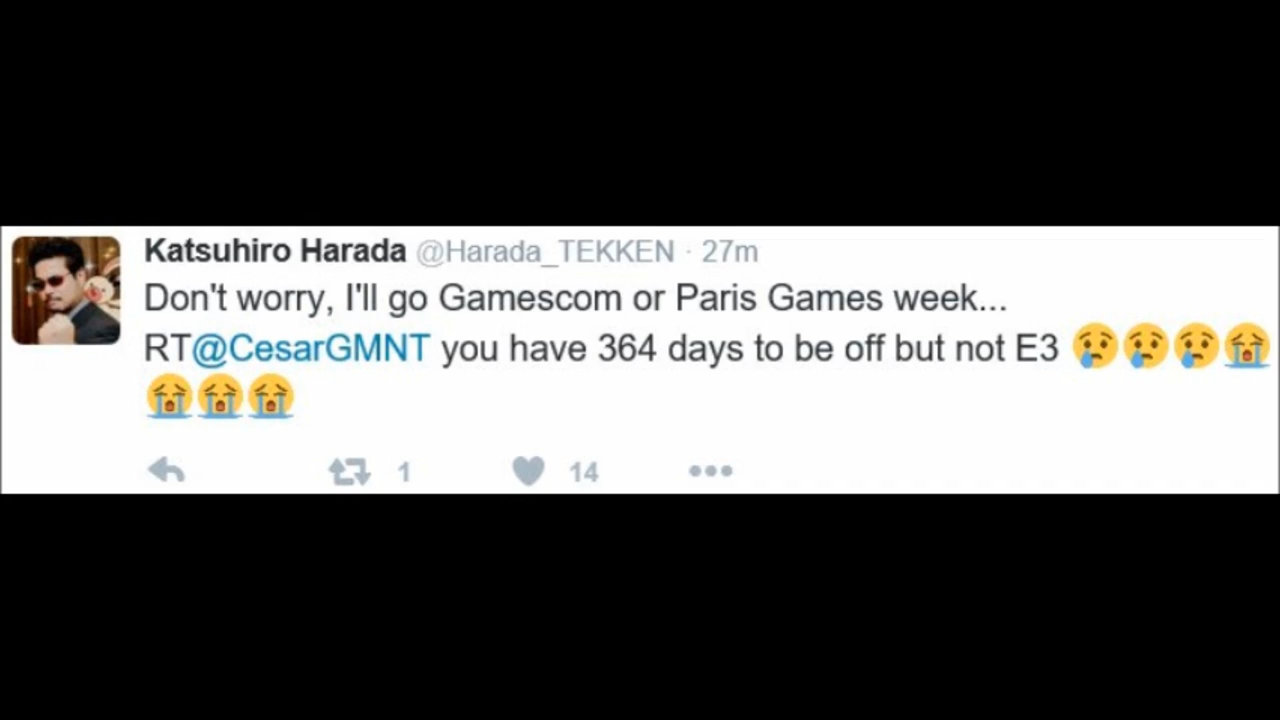 Katsuhiro Harada @Harada_TEKKEN · 27m
Don't worry, I'll go Gamescom or Paris Games week...
RT@CesarGMNT you have 364 days to be off but not E3 😢😢😢😭
😭😭😭
1 14